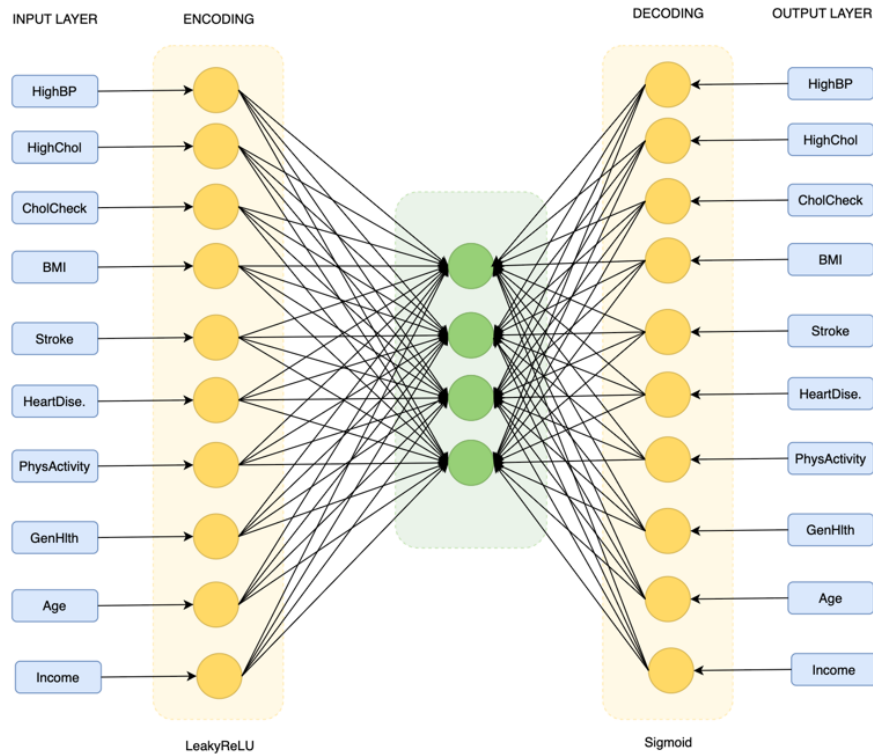 INPUT LAYER
ENCODING
DECODING
OUTPUT LAYER
HighBP
HighBP
HighChol
HighChol
CholCheck
CholCheck
BMI
BMI
Stroke
Stroke
HeartDise.
HeartDise.
PhysActivity
PhysActivity
GenHlth
GenHlth
Age
Age
Income
Income
LeakyReLU
Sigmoid